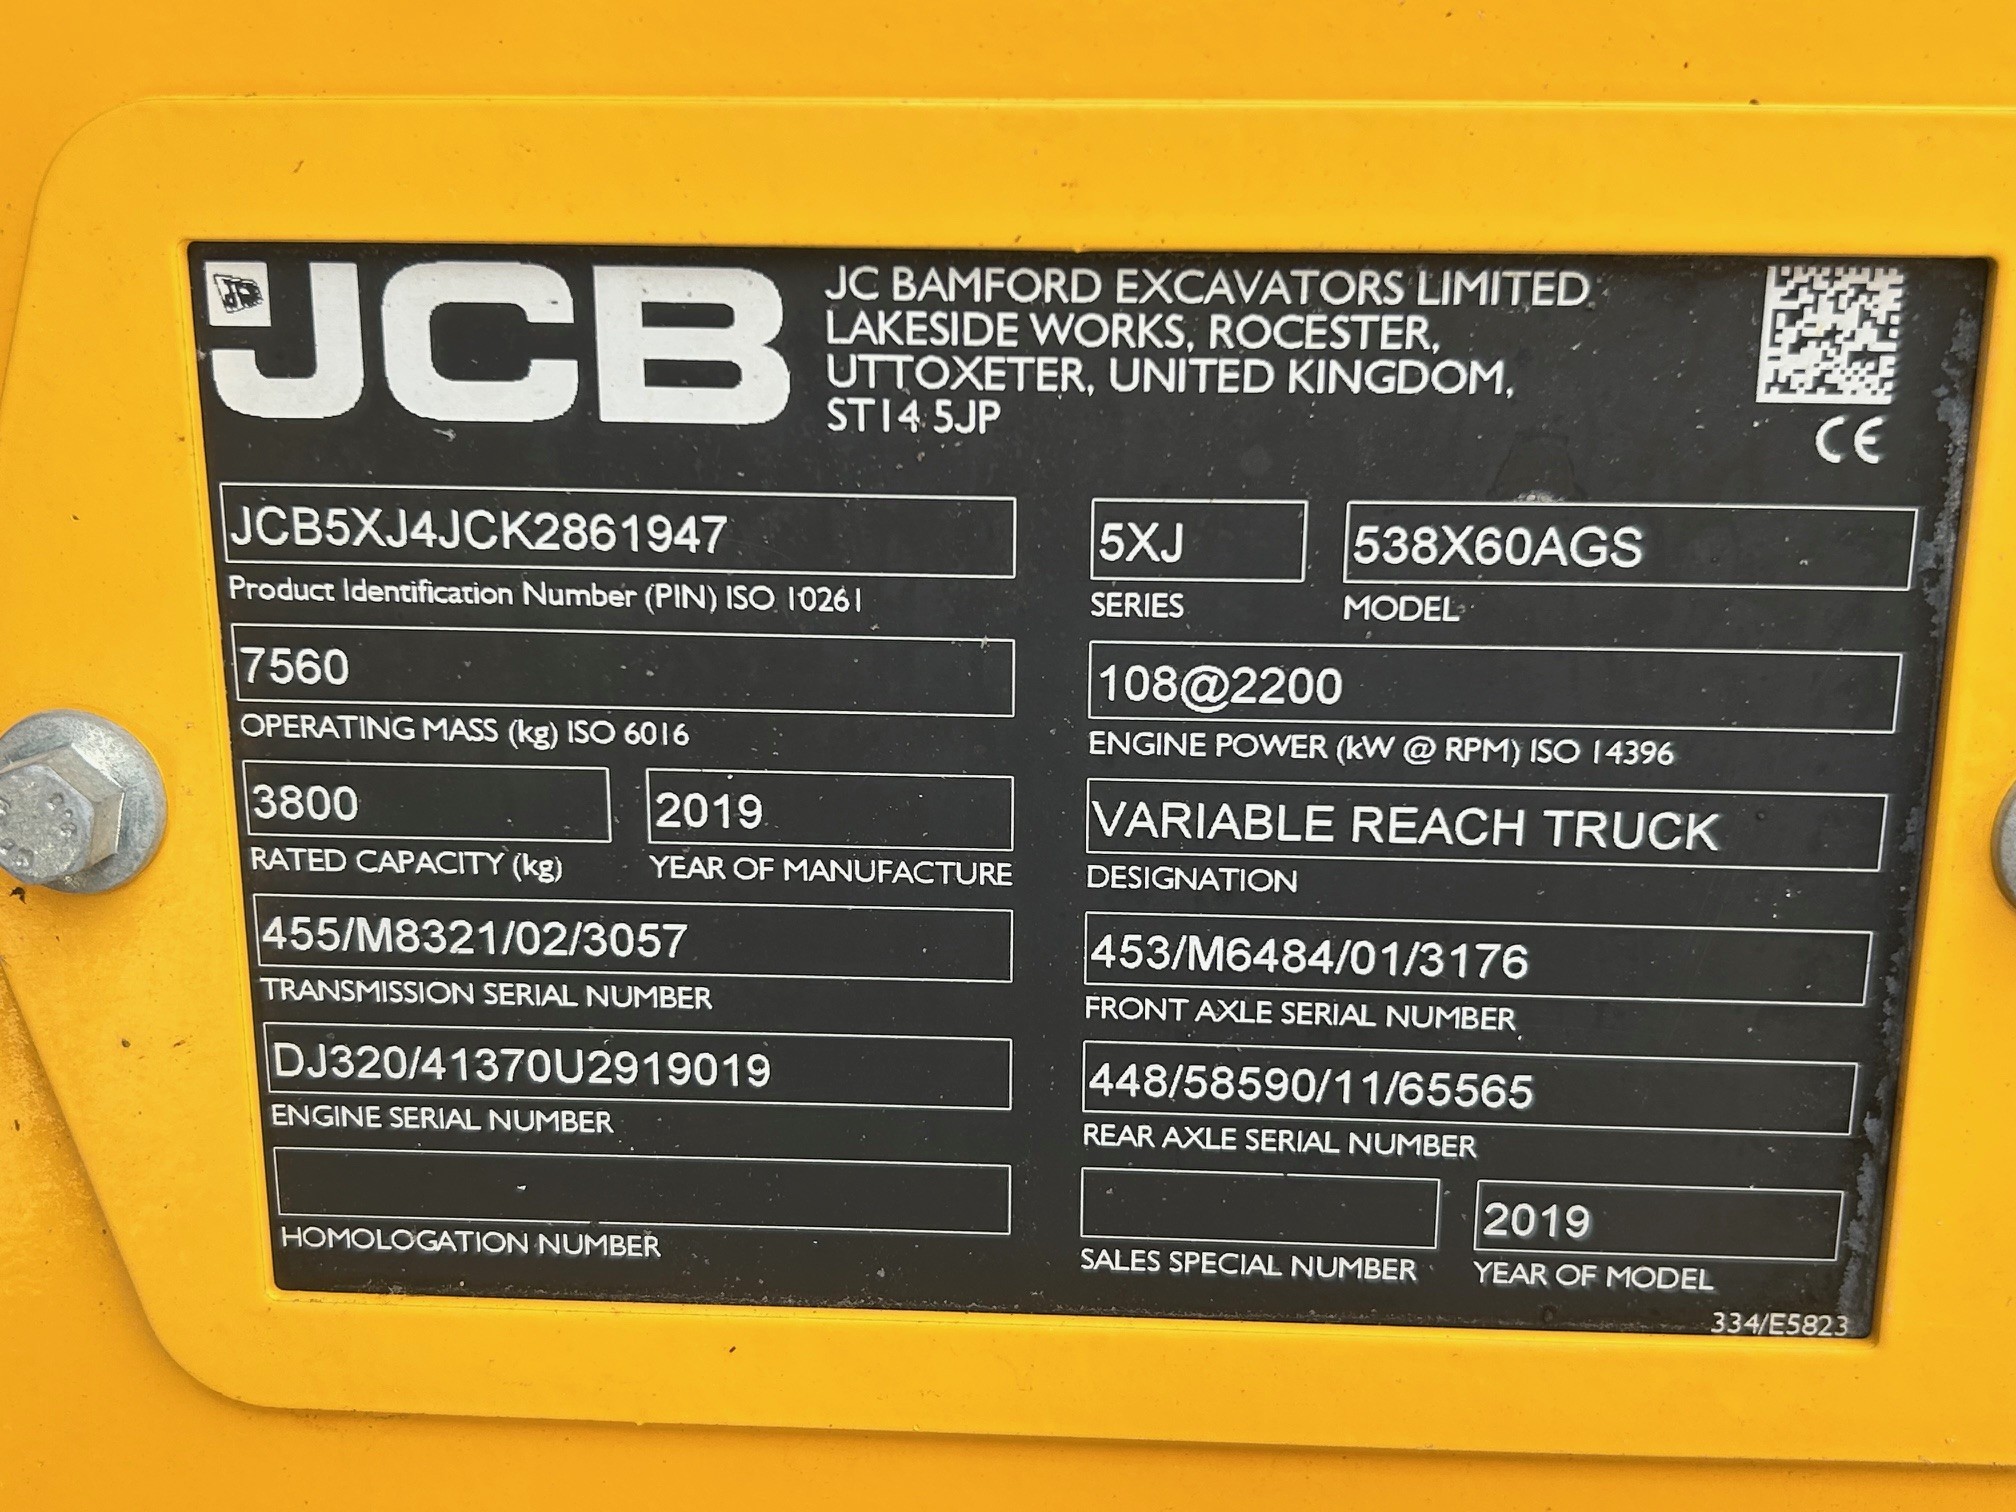 JCB
JC BAMFORD EXCAVATORS LIMITED
LAKESIDE WORKS, ROCESTER,
UTTOXETER, UNITED KINGDOM,
ST14 5JP
CE
JCB5XJ4JCK2861947
Product Identification Number (PIN) ISO 10261
5XJ
SERIES
538X60AGS
MODEL
7560
OPERATING MASS (kg) ISO 6016
108@2200
ENGINE POWER (kW @ RPM) ISO 14396
3800
RATED CAPACITY (kg)
2019
YEAR OF MANUFACTURE
VARIABLE REACH TRUCK
DESIGNATION
455/M8321/02/3057
TRANSMISSION SERIAL NUMBER
453/M6484/01/3176
FRONT AXLE SERIAL NUMBER
DJ320/41370U2919019
ENGINE SERIAL NUMBER
448/58590/11/65565
REAR AXLE SERIAL NUMBER
HOMOLOGATION NUMBER
SALES SPECIAL NUMBER
2019
YEAR OF MODEL
334/E5823